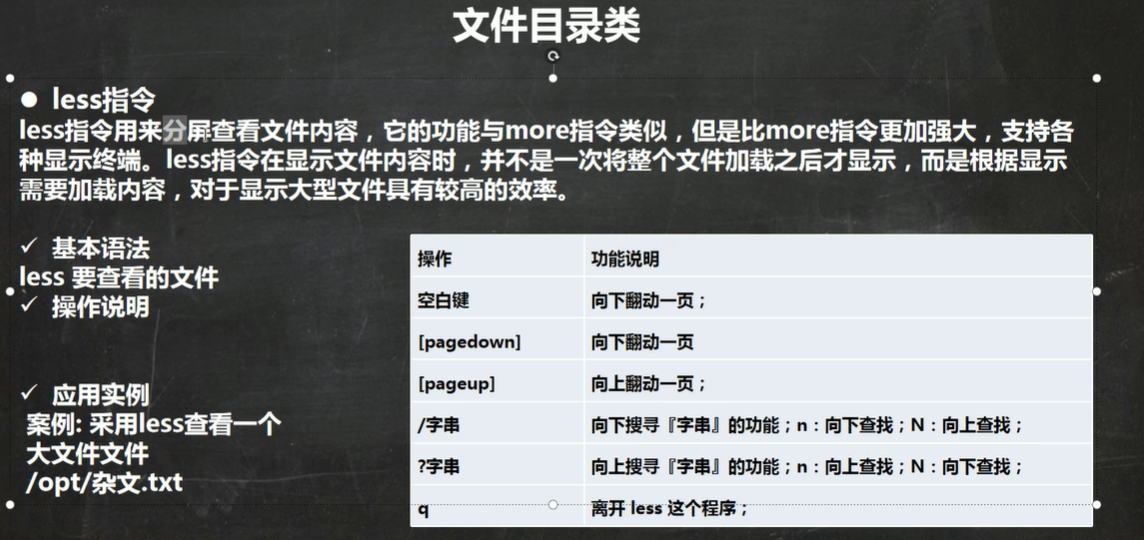 文件目录类
● less指令
less指令用来分屏查看文件内容，它的功能与more指令类似，但是比more指令更加强大，支持各
种显示终端。less指令在显示文件内容时，并不是一次将整个文件加载之后才显示，而是根据显示
需要加载内容，对于显示大型文件具有较高的效率。
✓ 基本语法
less 要查看的文件
✓ 操作说明
✓ 应用实例
案例: 采用less查看一个
大文件文件
/opt/杂文.txt
操作 功能说明
空白键 向下翻动一页；
[pagedown] 向下翻动一页
[pageup] 向上翻动一页；
/字串 向下搜寻『字串』的功能；n：向下查找；N：向上查找；
?字串 向上搜寻『字串』的功能；n：向上查找；N：向下查找；
q 离开 less 这个程序；